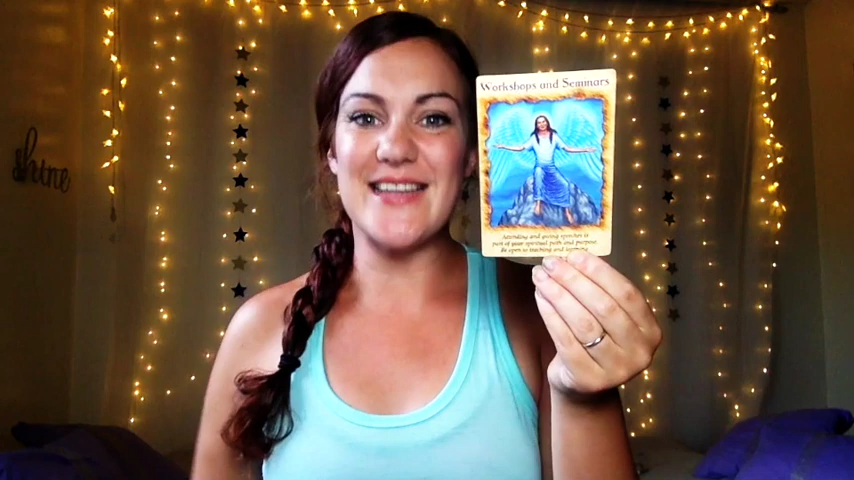 shine
Workshops and Seminars
Attending and giving speeches is
part of your spiritual path and purpose.
Be open to teaching and learning.